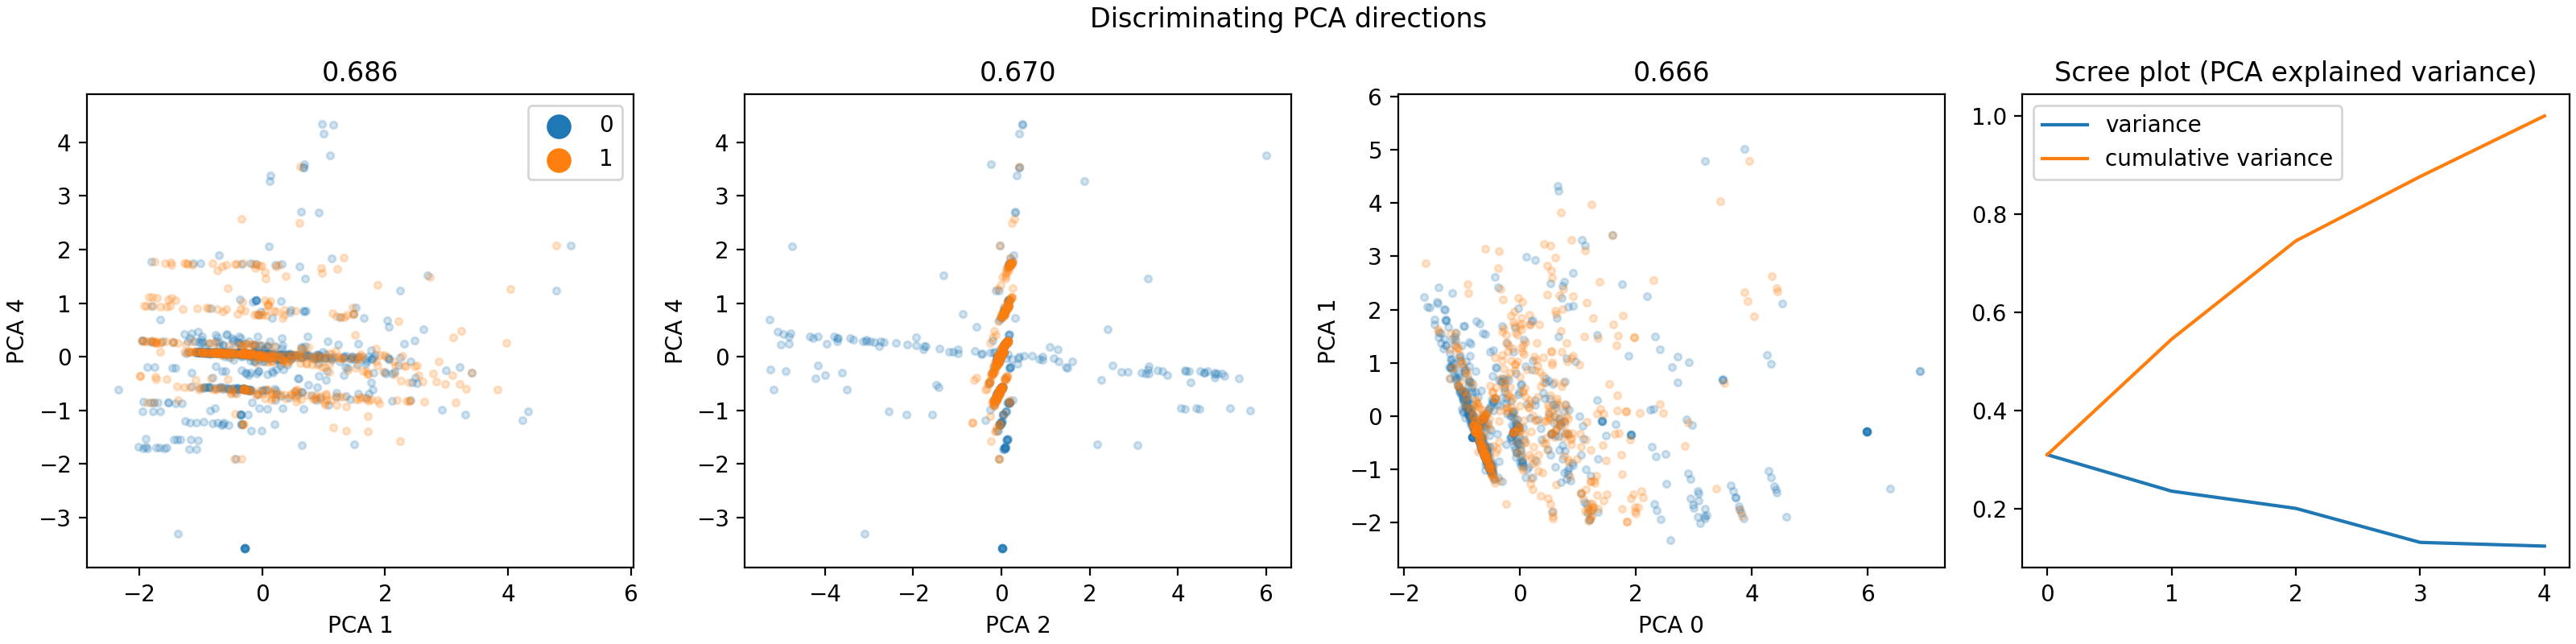 Discriminating PCA directions
0.686
0
1
4
3
2
1
0
−1
−2
−3
PCA 4
−2 0 2 4 6
PCA 1
0.670
4
3
2
1
0
−1
−2
−3
PCA 4
−4 −2 0 2 4 6
PCA 2
0.666
6
5
4
3
2
1
0
−1
−2
PCA 1
−2 0 2 4 6
PCA 0
Scree plot (PCA explained variance)
variance
cumulative variance
1.0
0.8
0.6
0.4
0.2
0 1 2 3 4